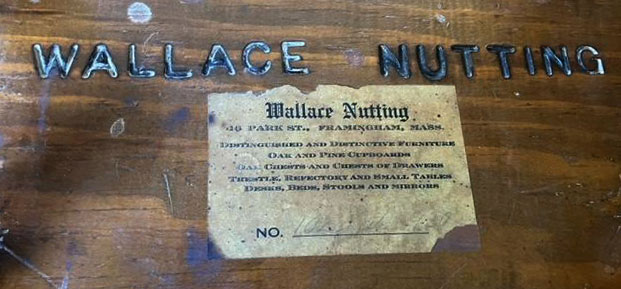 WALLACE NUTTING
Wallace Nutting
46 PARK ST., FRAMINGHAM, MASS.
DISTINGUISHED AND DISTINCTIVE FURNITURE
OAK AND PINE CUPBOARDS
OAK CHESTS AND CHESTS OF DRAWERS
TRESTLE, REFECTORY AND SMALL TABLES
DESKS, BEDS, STOOLS AND MIRRORS
NO.